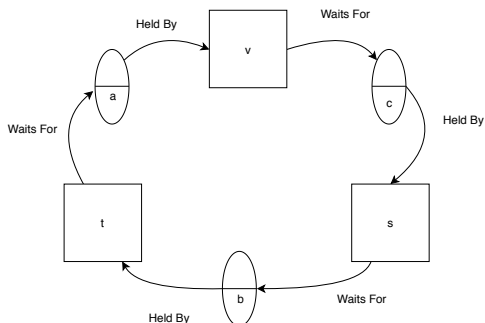 Held By
Waits For
v
a
c
Waits For
Held By
t
s
b
Waits For
Held By